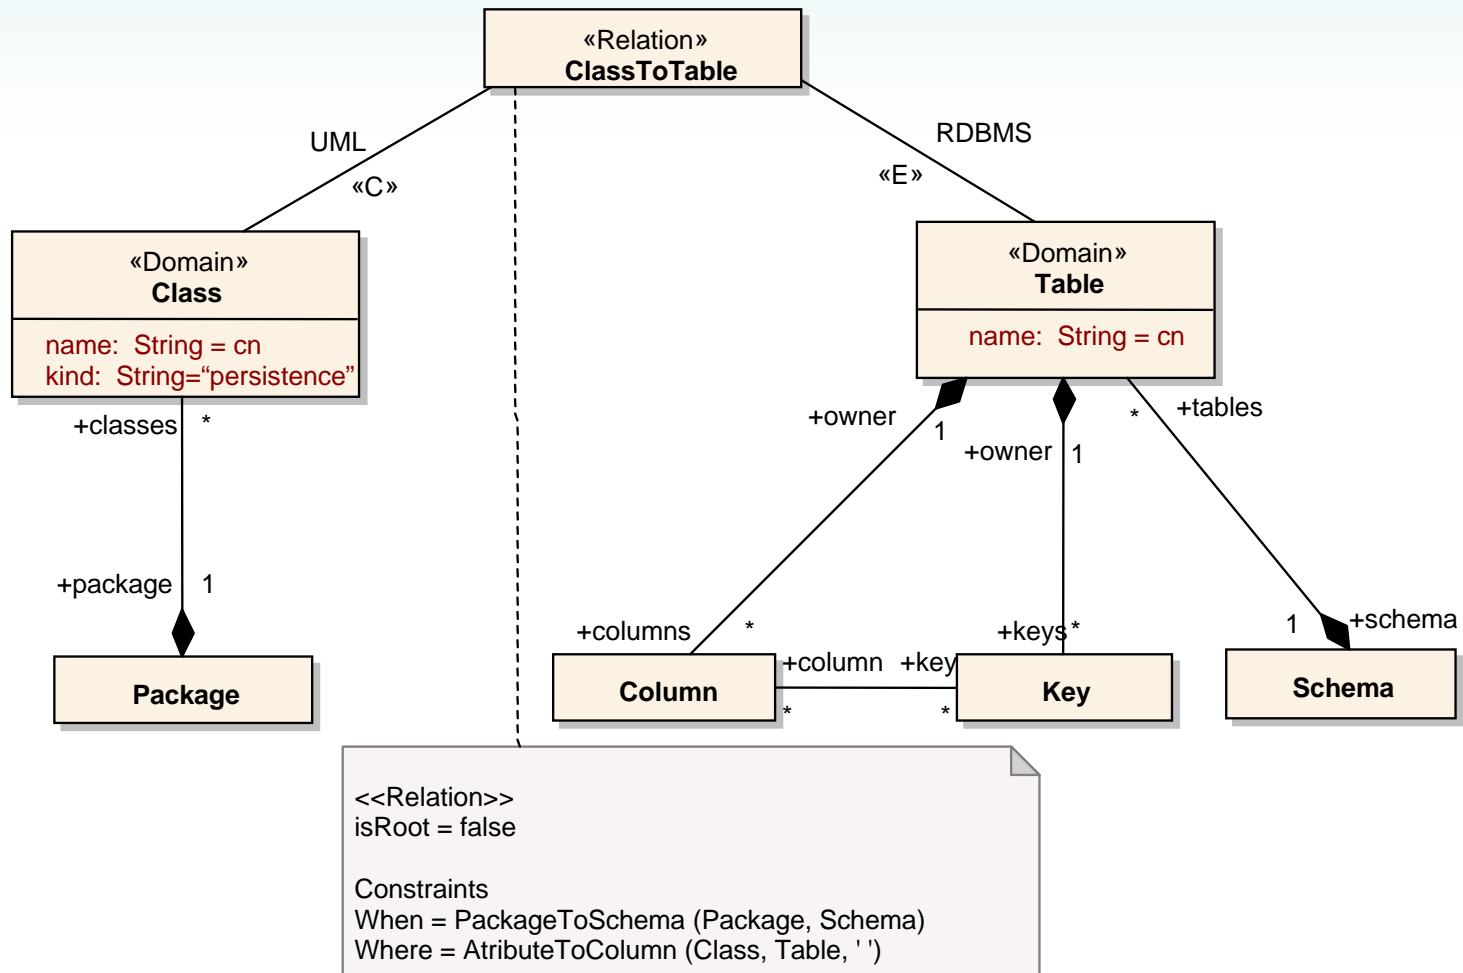 «Relation»
ClassToTable
UML
RDBMS
«C»
«E»
«Domain»
Class
name: String = cn
kind: String=“persistence”
«Domain»
Table
name: String = cn
+classes
*
+owner
1
+owner
1
*
+tables
+package
1
+columns
*
+keys
*
1
+schema
Package
Column
+column
+key
*
*
Key
Schema
<<Relation>>
isRoot = false
Constraints
When = PackageToSchema (Package, Schema)
Where = AtributeToColumn (Class, Table, ' ')